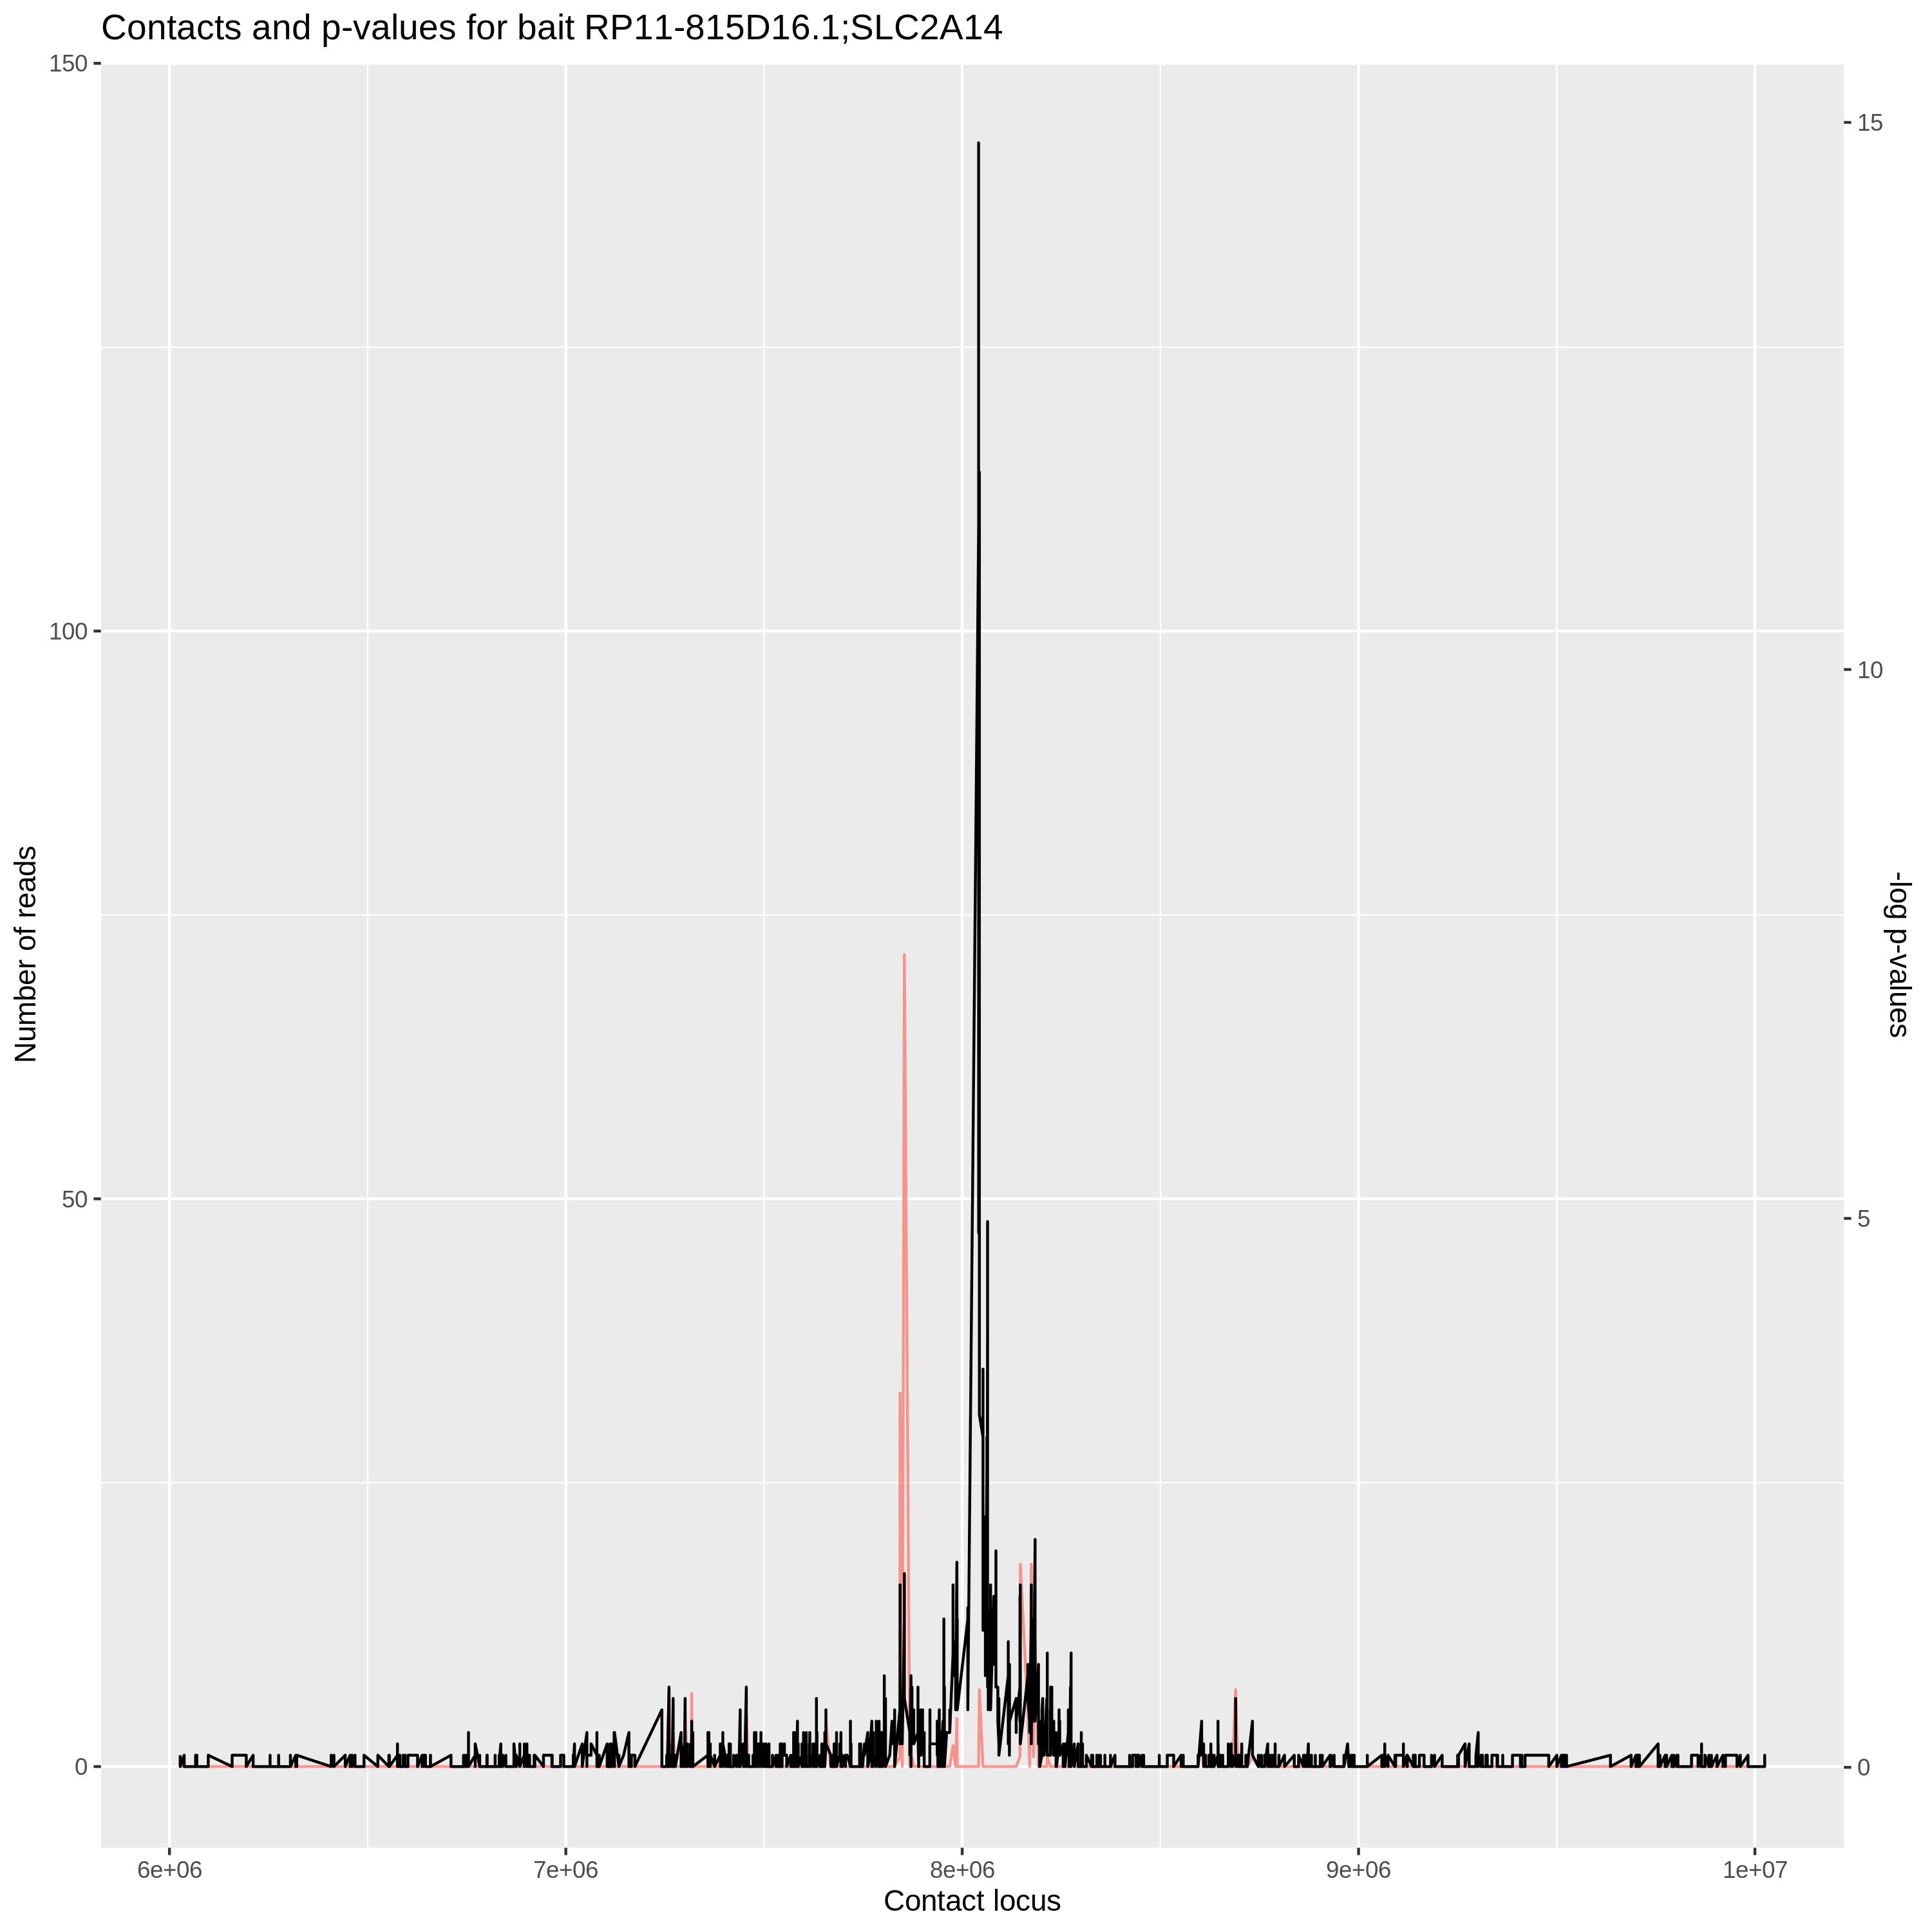 Contacts and p-values for bait RP11-815D16.1;SLC2A14
150
100
50
0
Number of reads
15
10
5
0
-log p-values
6e+06
7e+06
8e+06
9e+06
1e+07
Contact locus